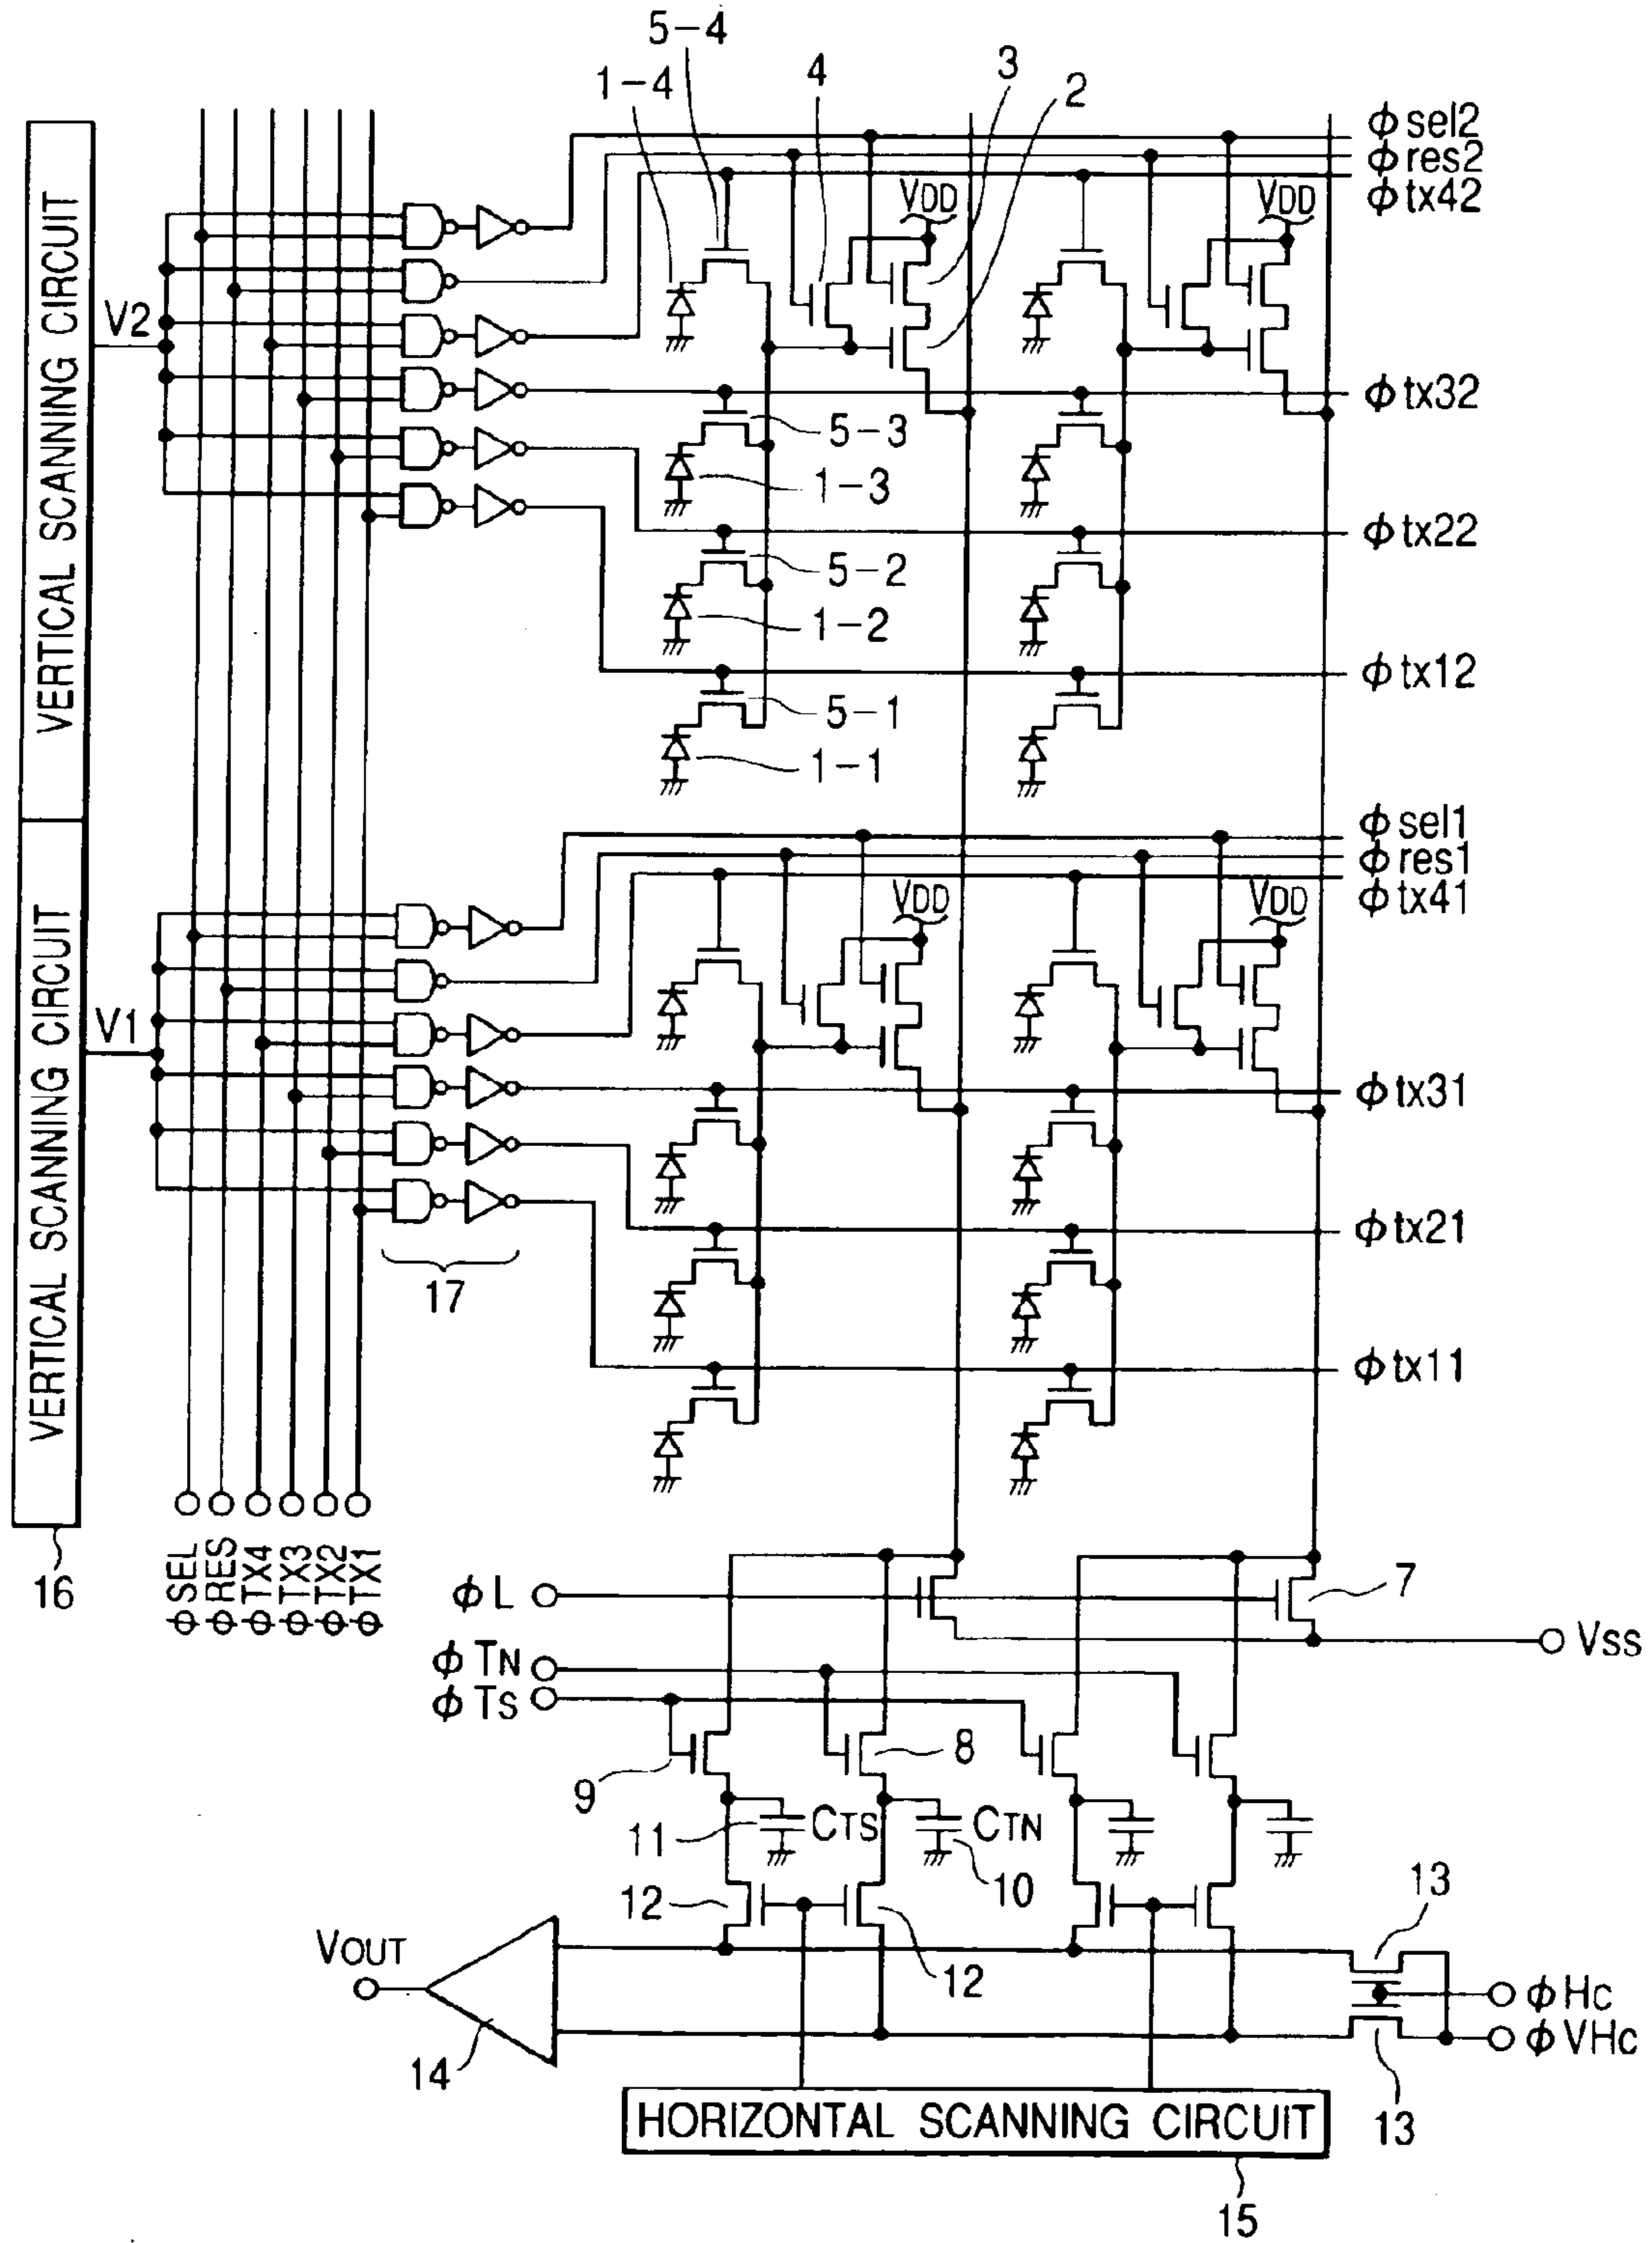 5-4
1-4
4
3
2
φsel2
φres2
φtx42
VDD
VDD
VERTICAL SCANNING CIRCUIT
V2
φtx32
5-3
1-3
φtx22
5-2
1-2
φtx12
5-1
1-1
φsel1
φres1
φtx41
VDD
VDD
VERTICAL SCANNING CIRCUIT
V1
φtx31
φtx21
17
φtx11
16
φSEL
φRES
φTX4
φTX3
φTX2
φTX1
φL
7
VSS
φTN
φTS
8
9
11
CTS
CTN
10
12
12
13
VOUT
φHC
φVHC
14
13
HORIZONTAL SCANNING CIRCUIT
15